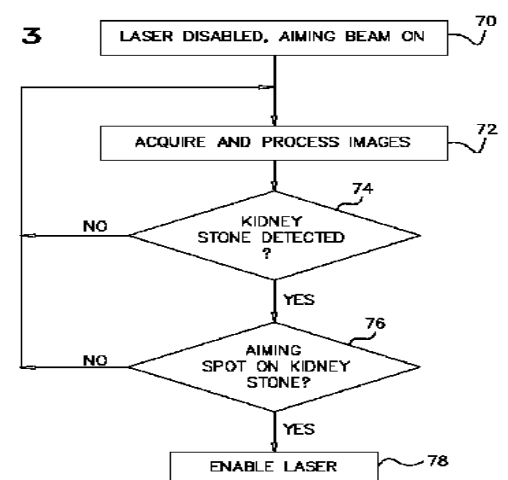 3
LASER DISABLED, AIMING BEAM ON
70
ACQUIRE AND PROCESS IMAGES
72
74
KIDNEY
STONE DETECTED
?
NO
YES
76
AIMING
SPOT ON KIDNEY
STONE?
NO
YES
ENABLE LASER
78